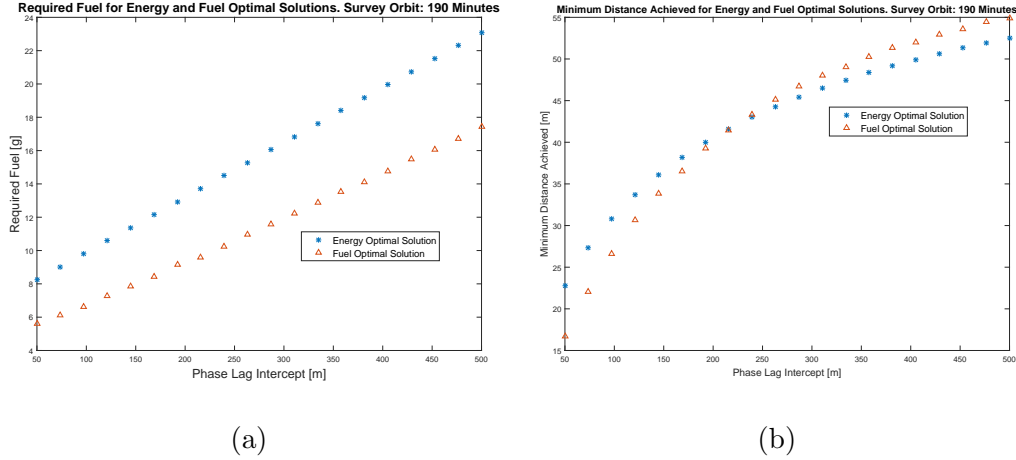 Required Fuel for Energy and Fuel Optimal Solutions. Survey Orbit: 190 Minutes
24
22
20
18
16
14
12
10
8
6
4
Required Fuel [g]
Energy Optimal Solution
Fuel Optimal Solution
50 100 150 200 250 300 350 400 450 500
Phase Lag Intercept [m]
(a)
Minimum Distance Achieved for Energy and Fuel Optimal Solutions. Survey Orbit: 190 Minutes
55
50
45
40
35
30
25
20
15
Minimum Distance Achieved [m]
Energy Optimal Solution
Fuel Optimal Solution
50 100 150 200 250 300 350 400 450 500
Phase Lag Intercept [m]
(b)